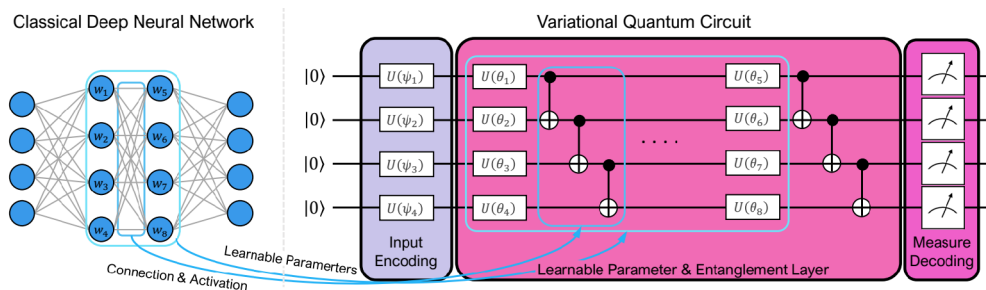 Classical Deep Neural Network
Variational Quantum Circuit
w₁ w₅
w₂ w₆
w₃ w₇
w₄ w₈
|0⟩ U(ψ₁) U(θ₁) U(θ₅)
|0⟩ U(ψ₂) U(θ₂) U(θ₆)
|0⟩ U(ψ₃) U(θ₃) U(θ₇)
|0⟩ U(ψ₄) U(θ₄) U(θ₈)
....
Learnable Paramerters
Connection & Activation
Input
Encoding
Learnable Parameter & Entanglement Layer
Measure
Decoding